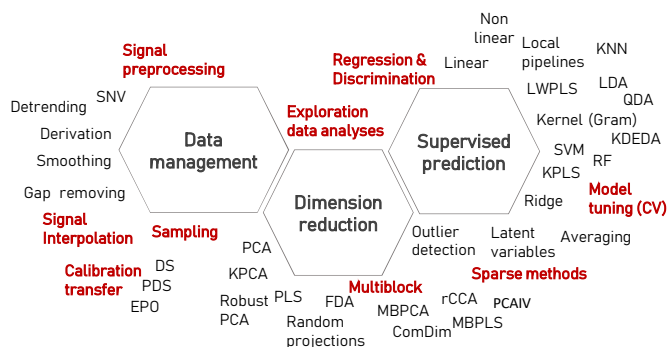 Signal
preprocessing
SNV
Detrending
Derivation
Smoothing
Gap removing
Data
management
Signal
Interpolation
Sampling
Calibration
transfer
DS
PDS
EPO
Exploration
data analyses
Dimension
reduction
PCA
KPCA
Robust
PCA
PLS
FDA
Random
projections
Multiblock
MBPCA
ComDim
rCCA
MBPLS
PCAIV
Sparse methods
Outlier
detection
Latent
variables
Averaging
Regression &
Discrimination
Supervised
prediction
Linear
Non
linear
Local
pipelines
KNN
LWPLS
LDA
QDA
Kernel (Gram)
KDEDA
SVM
RF
KPLS
Ridge
Model
tuning (CV)